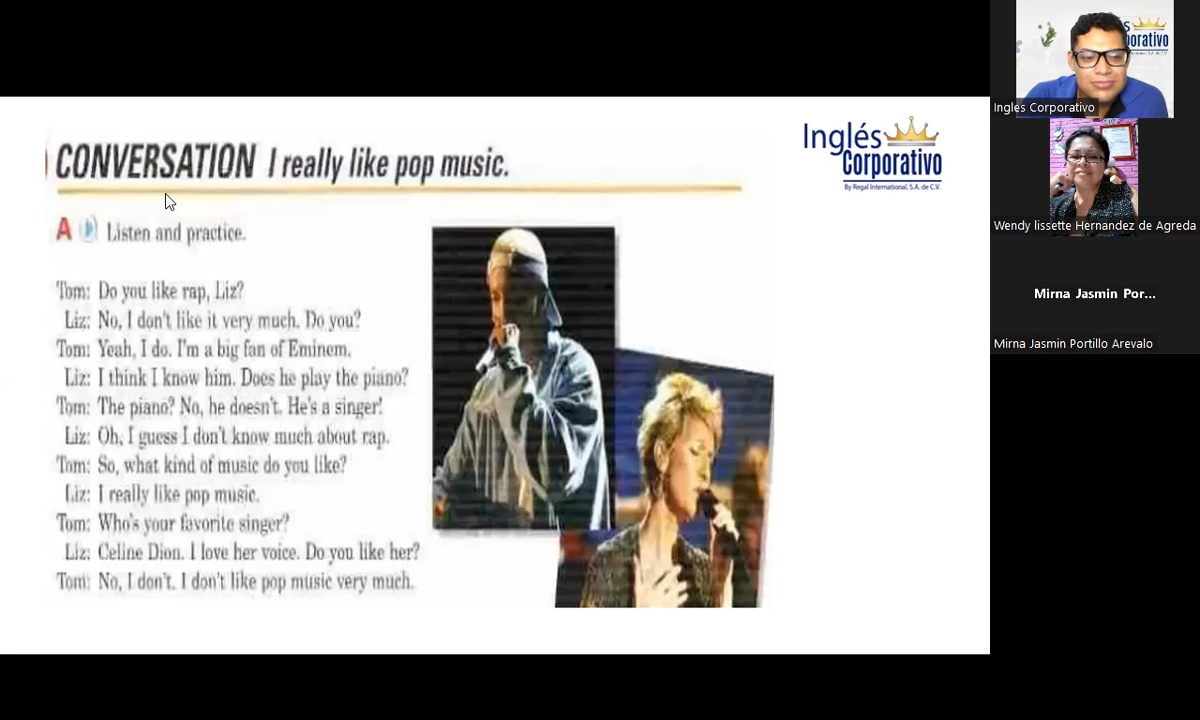 CONVERSATION I really like pop music.
A Listen and practice.
Tom: Do you like rap, Liz?
Liz: No, I don't like it very much. Do you?
Tom: Yeah, I do. I'm a big fan of Eminem.
Liz: I think I know him. Does he play the piano?
Tom: The piano? No, he doesn't. He's a singer!
Liz: Oh, I guess I don't know much about rap.
Tom: So, what kind of music do you like?
Liz: I really like pop music.
Tom: Who's your favorite singer?
Liz: Celine Dion. I love her voice. Do you like her?
Tom: No, I don't. I don't like pop music very much.
Inglés
Corporativo
By Regal International, S.A. de C.V.
s
porativo
Ingles Corporativo
Wendy lissette Hernandez de Agreda
Mirna Jasmin Por...
Mirna Jasmin Portillo Arevalo